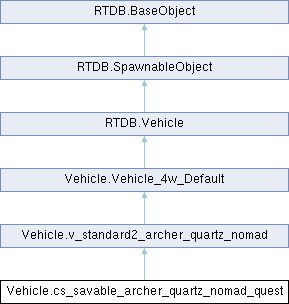 RTDB.BaseObject
RTDB.SpawnableObject
RTDB.Vehicle
Vehicle.Vehicle_4w_Default
Vehicle.v_standard2_archer_quartz_nomad
Vehicle.cs_savable_archer_quartz_nomad_quest